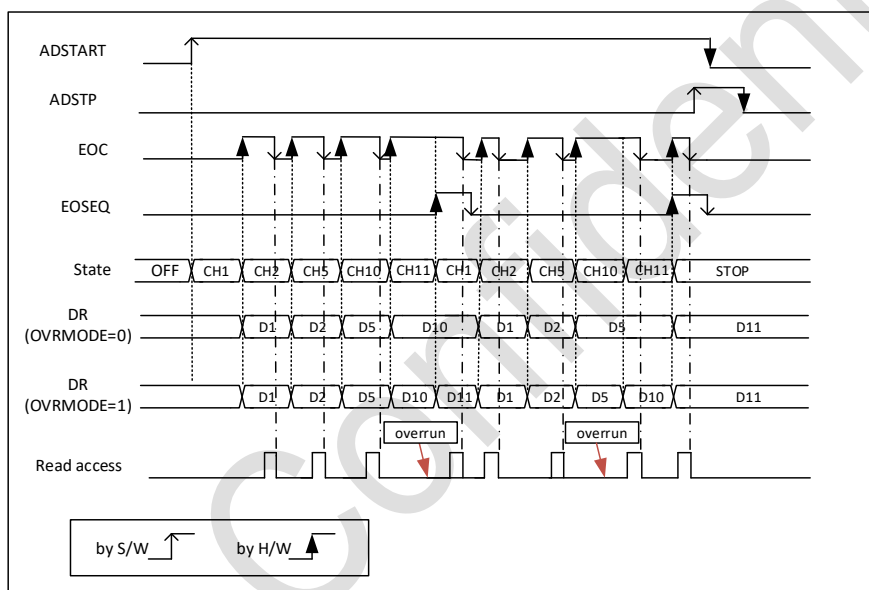 ADSTART
ADSTP
EOC
EOSEQ
State OFF CH1 CH2 CH5 CH10 CH11 CH1 CH2 CH5 CH10 CH11 STOP
DR
(OVRMODE=0) D1 D2 D5 D10 D1 D2 D5 D11
DR
(OVRMODE=1) D1 D2 D5 D10 D11 D1 D2 D5 D10 D11
overrun overrun
Read access
by S/W by H/W
Confident